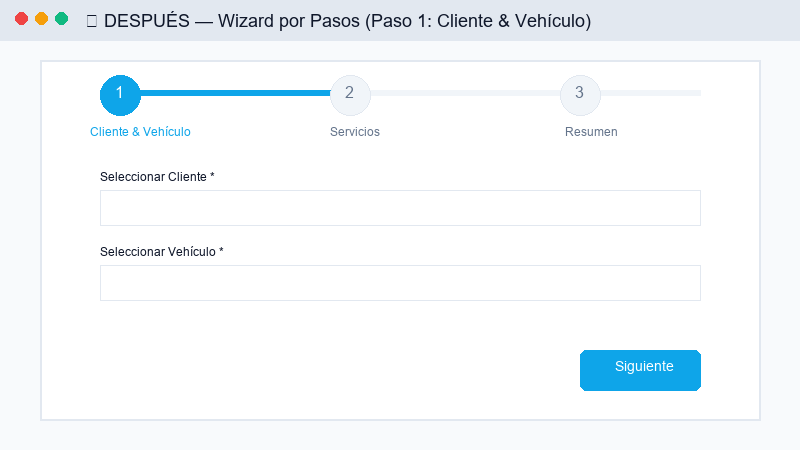 DESPUÉS — Wizard por Pasos (Paso 1: Cliente & Vehículo)
1
2
3
Cliente & Vehículo
Servicios
Resumen
Seleccionar Cliente *
Seleccionar Vehículo *
Siguiente